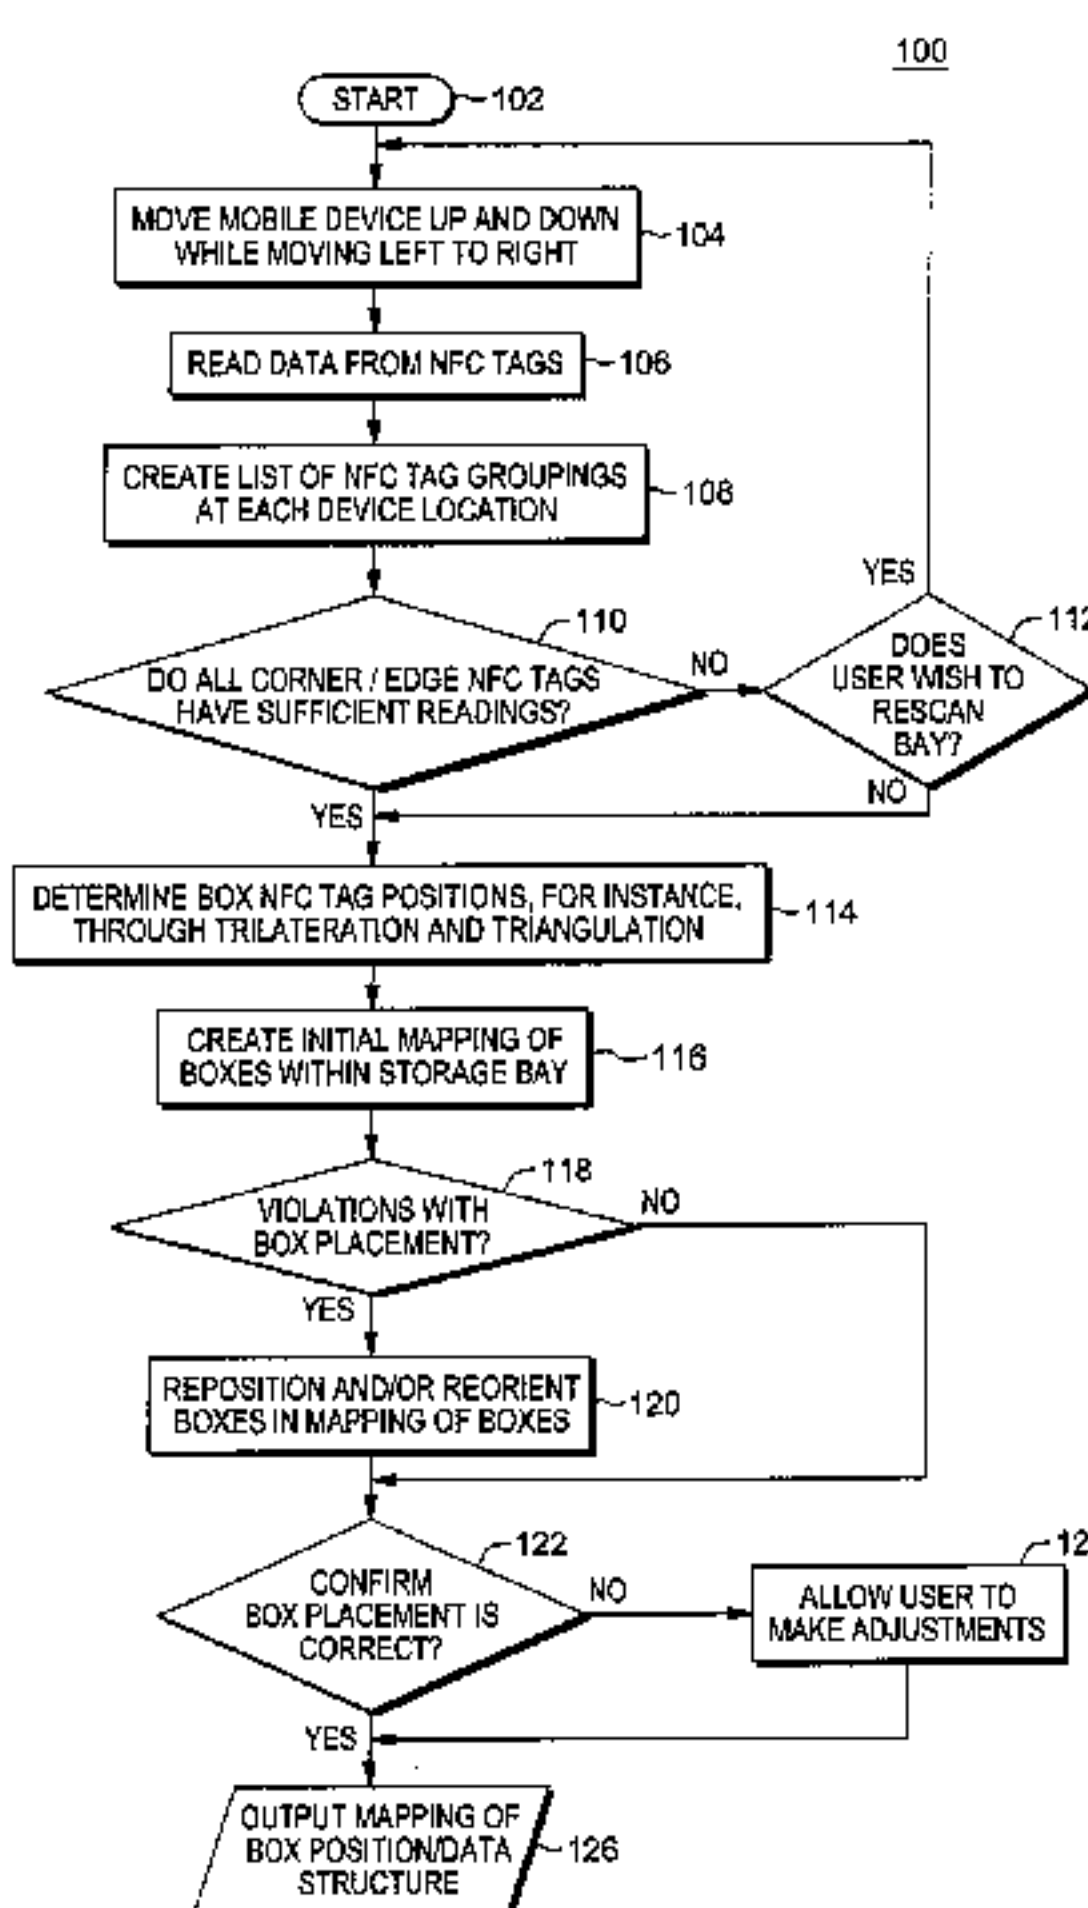 100
START
102
MOVE MOBILE DEVICE UP AND DOWN
WHILE MOVING LEFT TO RIGHT
104
READ DATA FROM NFC TAGS
106
CREATE LIST OF NFC TAG GROUPINGS
AT EACH DEVICE LOCATION
108
DO ALL CORNER / EDGE NFC TAGS
HAVE SUFFICIENT READINGS?
110
NO
YES
DOES
USER WISH TO
RESCAN
BAY?
112
NO
YES
DETERMINE BOX NFC TAG POSITIONS, FOR INSTANCE,
THROUGH TRILATERATION AND TRIANGULATION
114
CREATE INITIAL MAPPING OF
BOXES WITHIN STORAGE BAY
116
VIOLATIONS WITH
BOX PLACEMENT?
118
NO
YES
REPOSITION AND/OR REORIENT
BOXES IN MAPPING OF BOXES
120
CONFIRM
BOX PLACEMENT IS
CORRECT?
122
NO
ALLOW USER TO
MAKE ADJUSTMENTS
YES
OUTPUT MAPPING OF
BOX POSITION/DATA
STRUCTURE
126